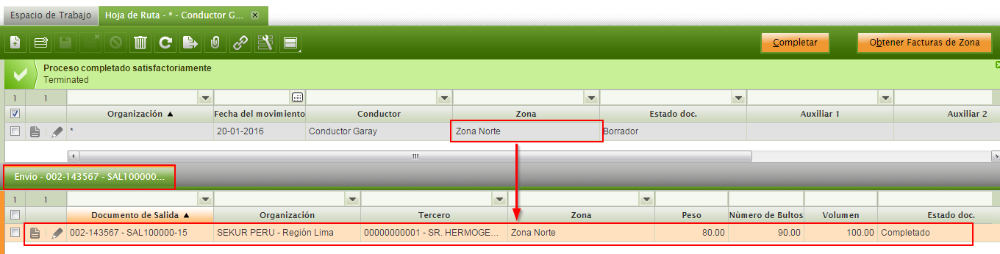 Espacio de Trabajo Hoja de Ruta - * - Conductor G... x
Completar Obtener Facturas de Zona
Proceso completado satisfactoriamente
Terminated
1 1
Organización ▲ Fecha del movimiento Conductor Zona Estado doc. Auxiliar 1 Auxiliar 2
* 20-01-2016 Conductor Garay Zona Norte Borrador
Envío - 002-143567 - SAL100000...
1 1
Documento de Salida ▲ Organización Tercero Zona Peso Nùmero de Bultos Volumen Estado doc.
002-143567 - SAL100000-15 SEKUR PERU - Región Lima 00000000001 - SR. HERMOGE... Zona Norte 80.00 90.00 100.00 Completado